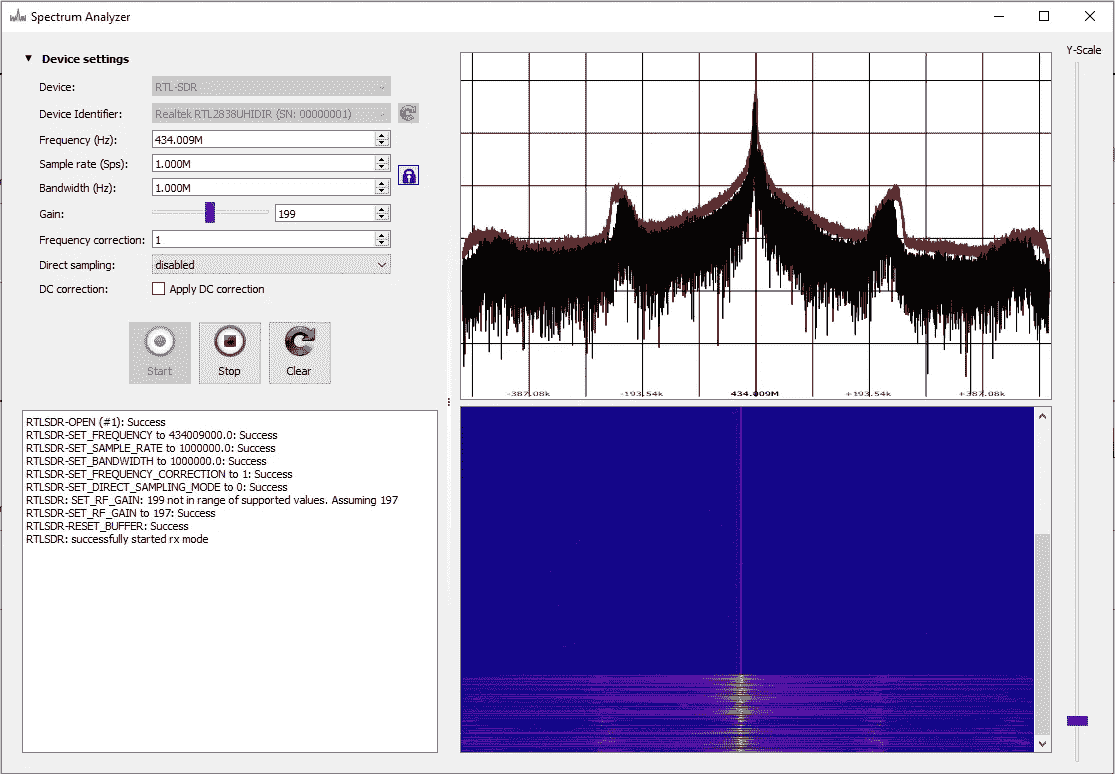 Spectrum Analyzer
Device settings
Device: RTL-SDR
Device Identifier: Realtek RTL2838UHIDIR (SN: 00000001)
Frequency (Hz): 434.009M
Sample rate (Sps): 1.000M
Bandwidth (Hz): 1.000M
Gain: 199
Frequency correction: 1
Direct sampling: disabled
DC correction: Apply DC correction
Start Stop Clear
RTLSDR-OPEN (#1): Success
RTLSDR-SET_FREQUENCY to 434009000.0: Success
RTLSDR-SET_SAMPLE_RATE to 1000000.0: Success
RTLSDR-SET_BANDWIDTH to 1000000.0: Success
RTLSDR-SET_FREQUENCY_CORRECTION to 1: Success
RTLSDR-SET_DIRECT_SAMPLING_MODE to 0: Success
RTLSDR: SET_RF_GAIN: 199 not in range of supported values. Assuming 197
RTLSDR-SET_RF_GAIN to 197: Success
RTLSDR-RESET_BUFFER: Success
RTLSDR: successfully started rx mode
Y-Scale
-387.08k -193.54k 434.009M +193.54k +387.08k